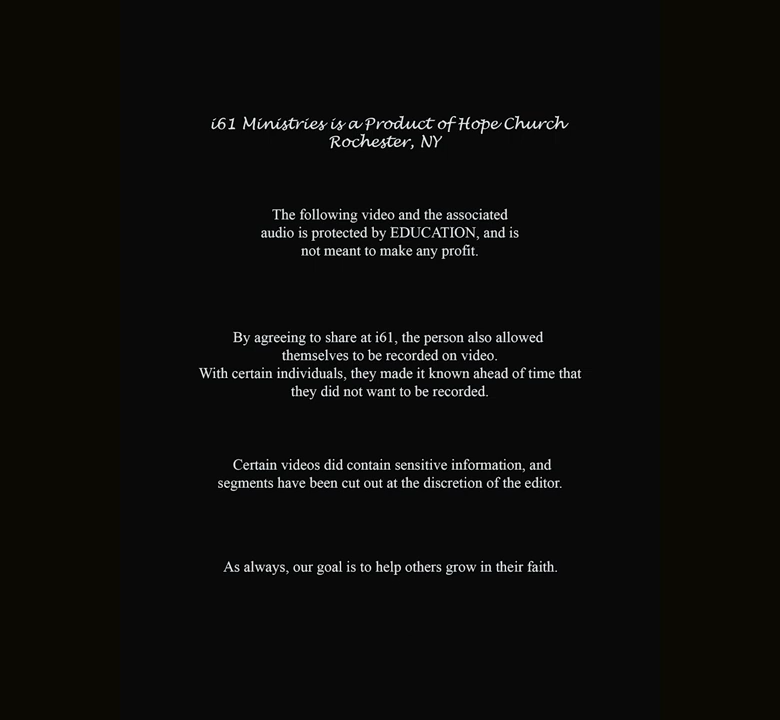 i61 Ministries is a Product of Hope Church
Rochester, NY
The following video and the associated
audio is protected by EDUCATION, and is
not meant to make any profit.
By agreeing to share at i61, the person also allowed
themselves to be recorded on video.
With certain individuals, they made it known ahead of time that
they did not want to be recorded.
Certain videos did contain sensitive information, and
segments have been cut out at the discretion of the editor.
As always, our goal is to help others grow in their faith.